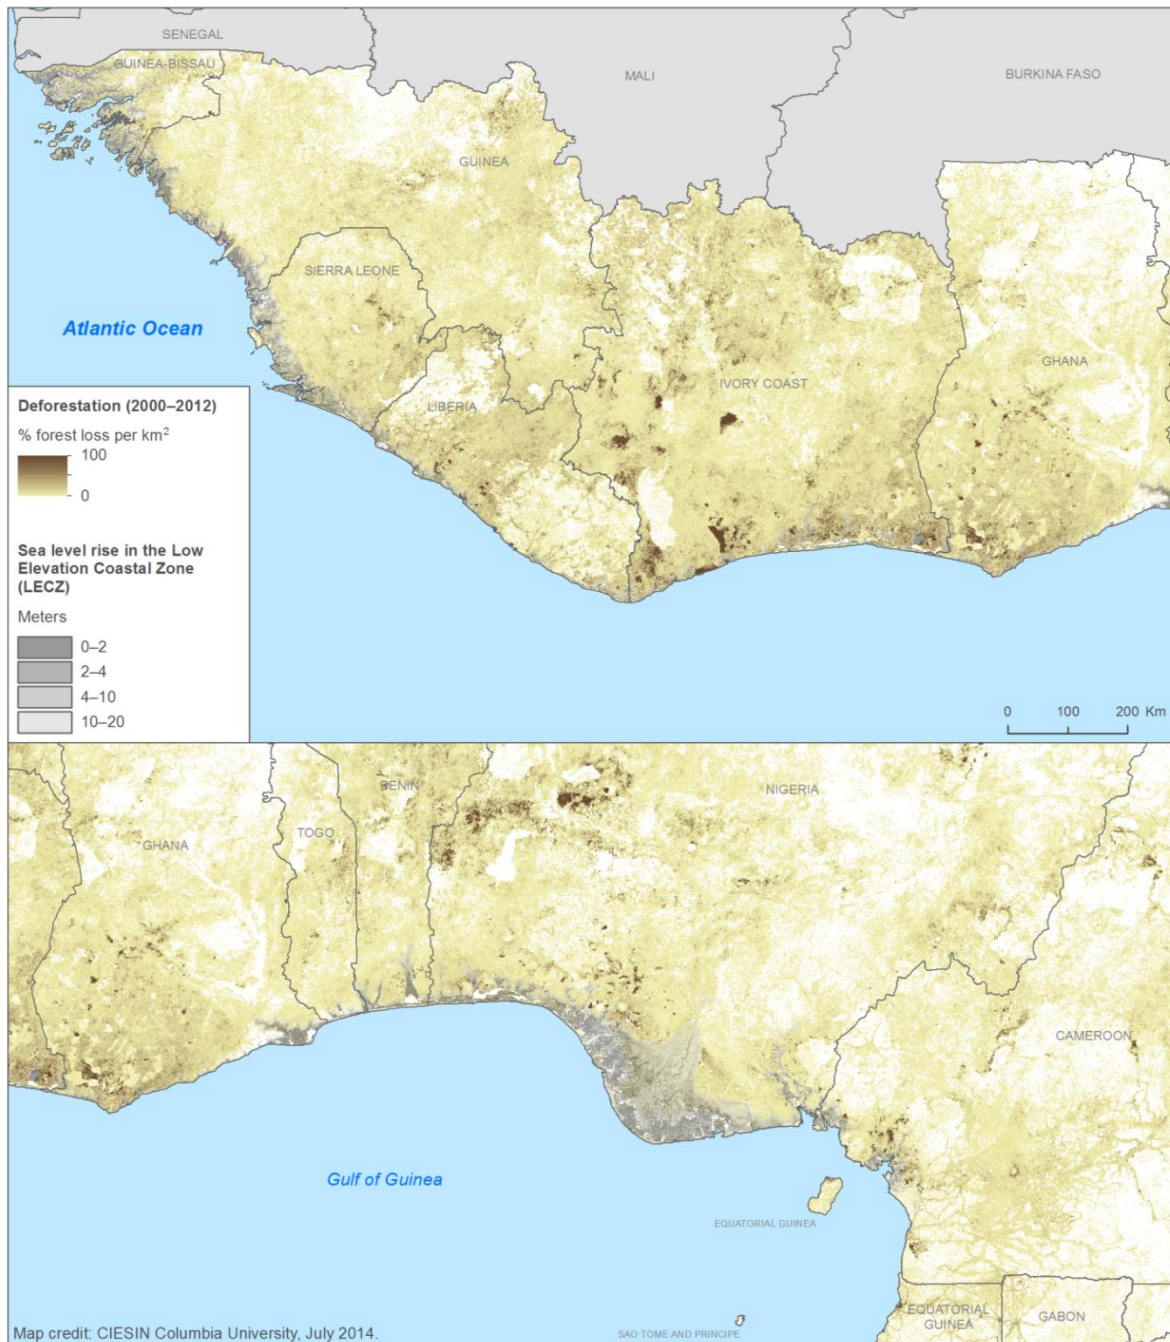 SENEGAL
GUINEA-BISSAU
MALI
BURKINA FASO
GUINEA
SIERRA LEONE
Atlantic Ocean
GHANA
IVORY COAST
LIBERIA
Deforestation (2000–2012)
% forest loss per km²
100
0
Sea level rise in the Low
Elevation Coastal Zone
(LECZ)
Meters
0–2
2–4
4–10
10–20
0 100 200 Km
BENIN
NIGERIA
TOGO
GHANA
CAMEROON
Gulf of Guinea
EQUATORIAL GUINEA
EQUATORIAL
GUINEA
GABON
SAO TOME AND PRINCIPE
Map credit: CIESIN Columbia University, July 2014.